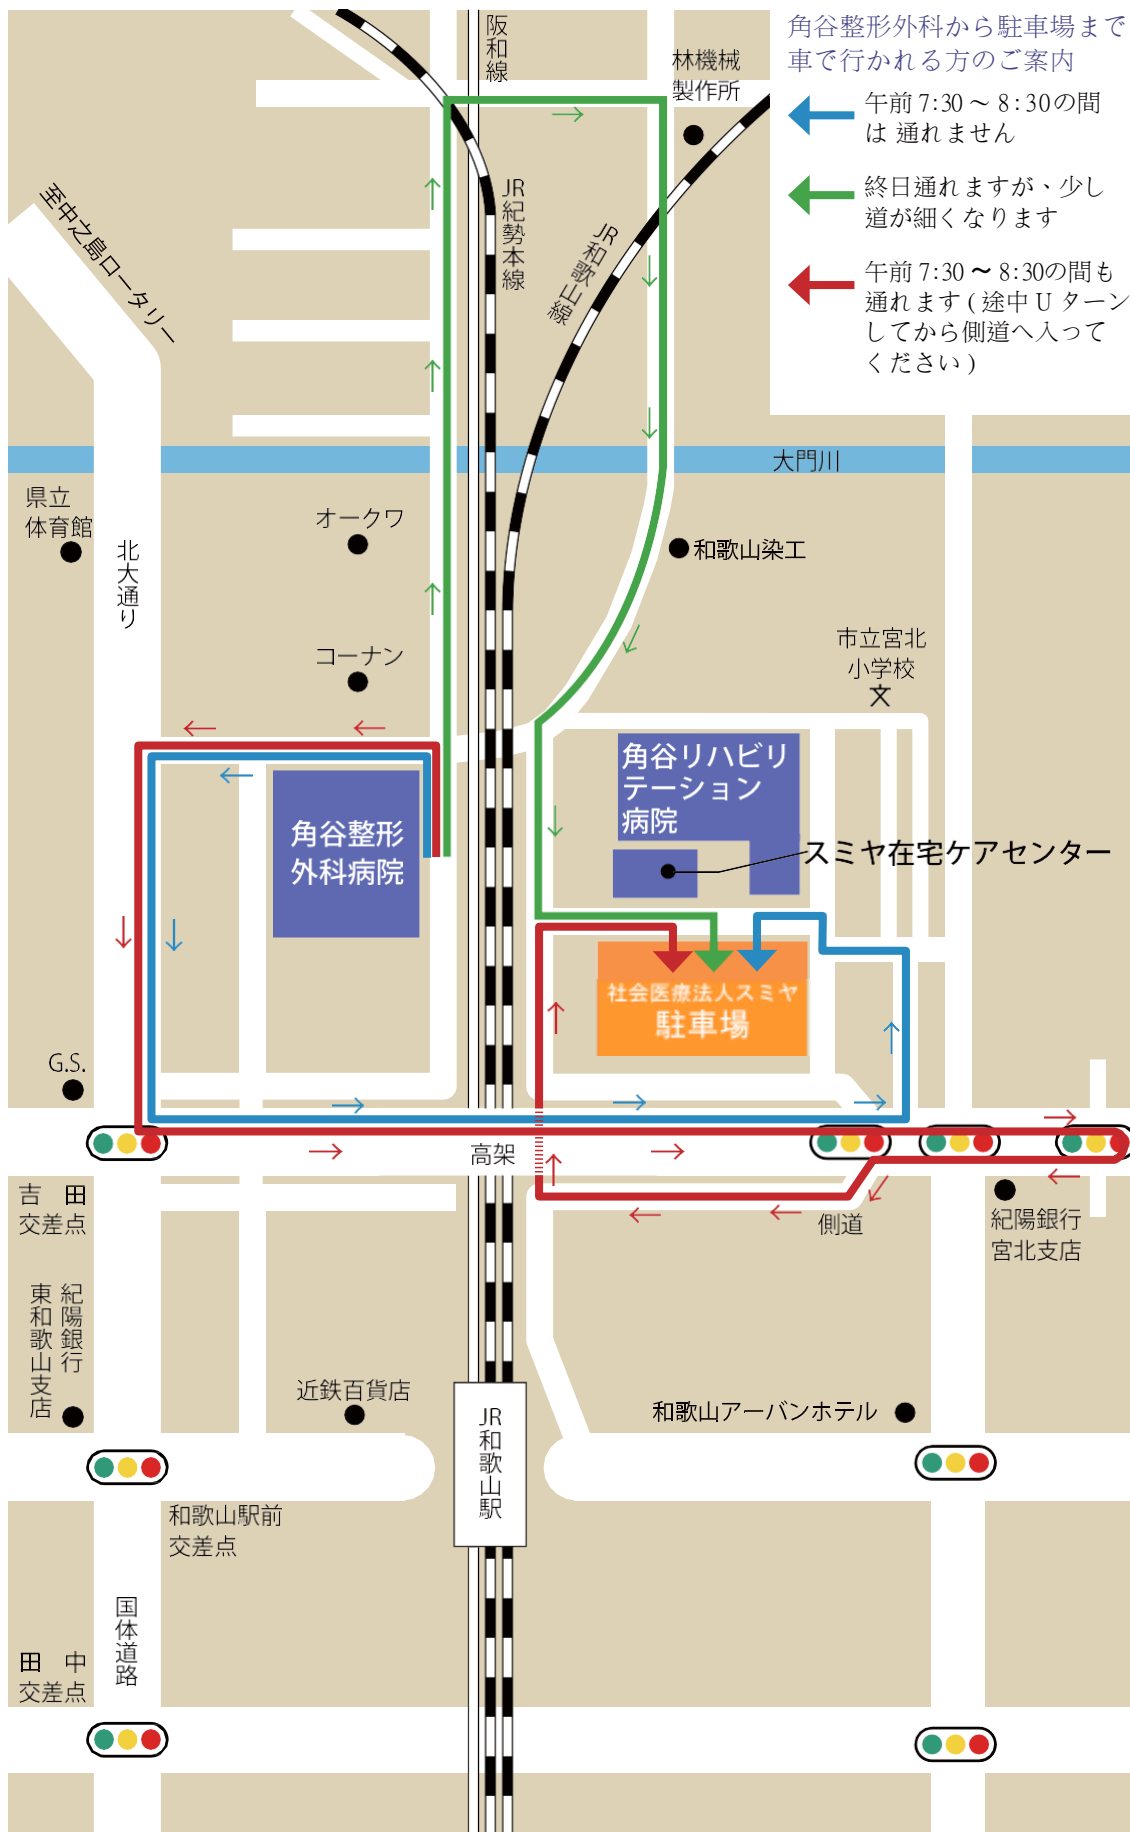 角谷整形外科から駐車場まで
車で行かれる方のご案内
午前 7:30 ～ 8:30の間
は 通れません
終日通れますが、少し
道が細くなります
午前 7:30 ～ 8:30の間も
通れます ( 途中 U ターン
してから側道へ入って
ください )
阪和線
林機械
製作所
JR紀勢本線
JR和歌山線
至中之島ロータリー
大門川
県立
体育館
北大通り
オークワ
和歌山染工
コーナン
市立宮北
小学校
文
角谷リハビリ
テーション
病院
角谷整形
外科病院
スミヤ在宅ケアセンター
社会医療法人スミヤ
駐車場
G.S.
高架
吉　田
交差点
側道
紀陽銀行
宮北支店
紀陽銀行
東和歌山支店
近鉄百貨店
和歌山アーバンホテル
JR和歌山駅
和歌山駅前
交差点
国体道路
田　中
交差点